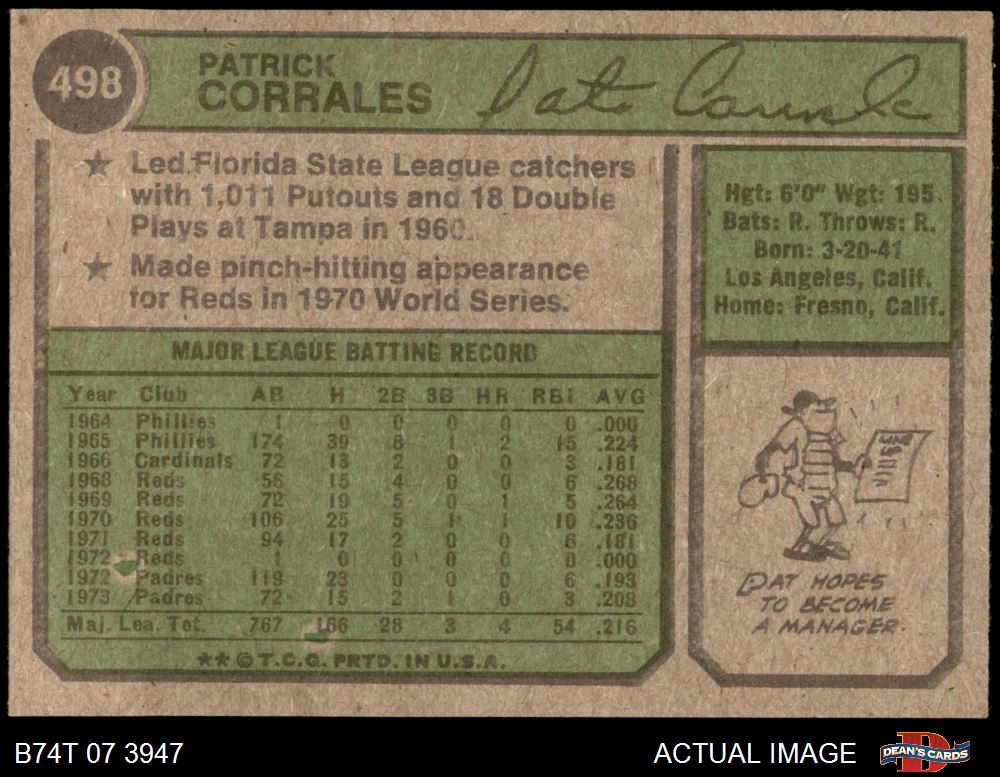 498
PATRICK
CORRALES
Pat Corrales
★ Led Florida State League catchers
with 1,011 Putouts and 18 Double
Plays at Tampa in 1960.
★ Made pinch-hitting appearance
for Reds in 1970 World Series.
Hgt: 6'0" Wgt: 195
Bats: R. Throws: R.
Born: 3-20-41
Los Angeles, Calif.
Home: Fresno, Calif.
MAJOR LEAGUE BATTING RECORD
Year Club AB H 2B 3B HR RBI AVG
1964 Phillies 1 0 0 0 0 0 .000
1965 Phillies 174 39 8 1 2 15 .224
1966 Cardinals 72 13 2 0 0 3 .181
1968 Reds 56 15 4 0 0 6 .268
1969 Reds 72 19 5 0 1 5 .264
1970 Reds 106 25 5 1 1 10 .236
1971 Reds 94 17 2 0 0 6 .181
1972 Reds 1 0 0 0 0 0 .000
1972 Padres 119 23 0 0 0 6 .193
1973 Padres 72 15 2 1 0 3 .208
Maj. Lea. Tot. 767 166 28 3 4 54 .216
**© T.C.G. PRTD. IN U.S.A.
PAT HOPES
TO BECOME
A MANAGER.
B74T 07 3947
ACTUAL IMAGE
DEAN'S CARDS